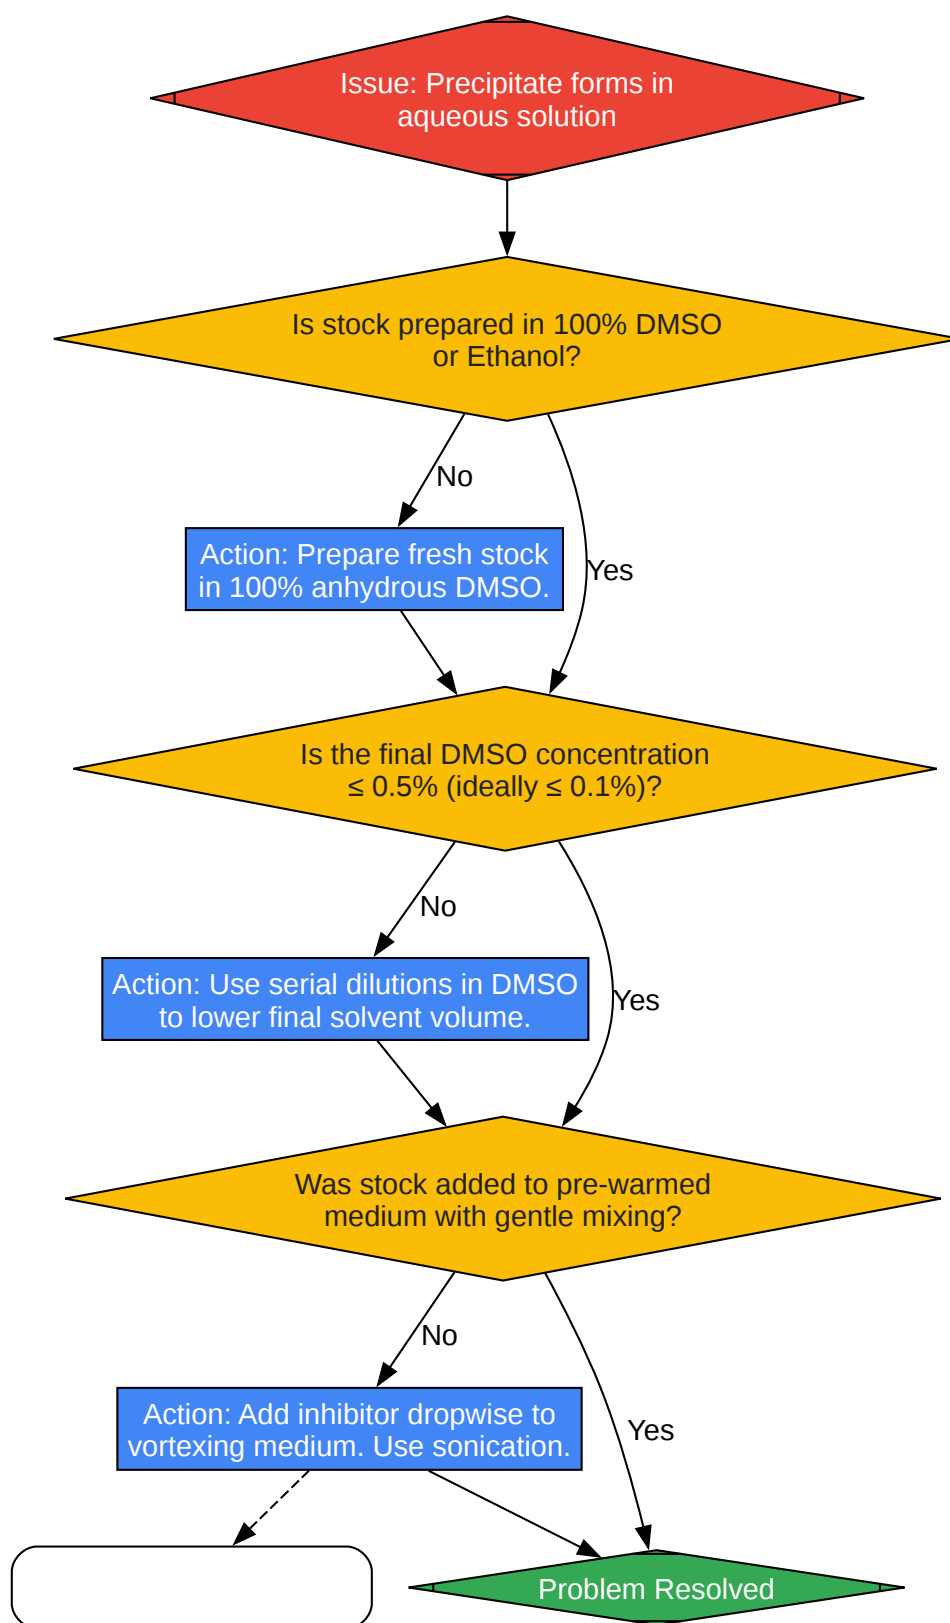 Issue: Precipitate forms in
aqueous solution
Is stock prepared in 100% DMSO
or Ethanol?
No
Action: Prepare fresh stock
in 100% anhydrous DMSO.
Yes
Is the final DMSO concentration
≤ 0.5% (ideally ≤ 0.1%)?
No
Action: Use serial dilutions in DMSO
to lower final solvent volume.
Yes
Was stock added to pre-warmed
medium with gentle mixing?
No
Action: Add inhibitor dropwise to
vortexing medium. Use sonication.
Yes
Problem Resolved